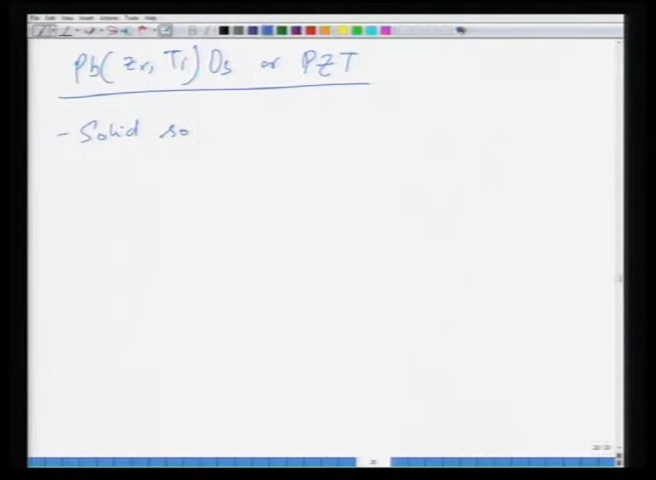 Pb(Zr, Ti)O3 or PZT
- Solid so